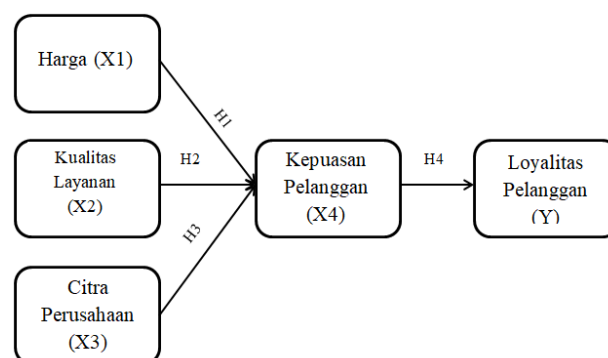 Harga (X1)
H1
Kualitas
Layanan
(X2)
H2
Kepuasan
Pelanggan
(X4)
H4
Loyalitas
Pelanggan
(Y)
H3
Citra
Perusahaan
(X3)